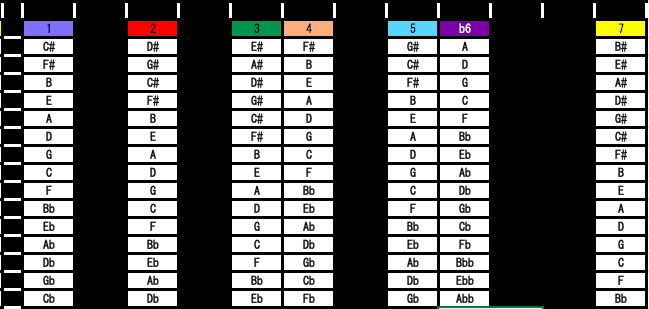 1 2 3 4 5 b6 7
C# D# E# F# G# A B#
F# G# A# B C# D E#
B C# D# E F# G A#
E F# G# A B C D#
A B C# D E F G#
D E F# G A Bb C#
G A B C D Eb F#
C D E F G Ab B
F G A Bb C Db E
Bb C D Eb F Gb A
Eb F G Ab Bb Cb D
Ab Bb C Db Eb Fb G
Db Eb F Gb Ab Bbb C
Gb Ab Bb Cb Db Ebb F
Cb Db Eb Fb Gb Abb Bb